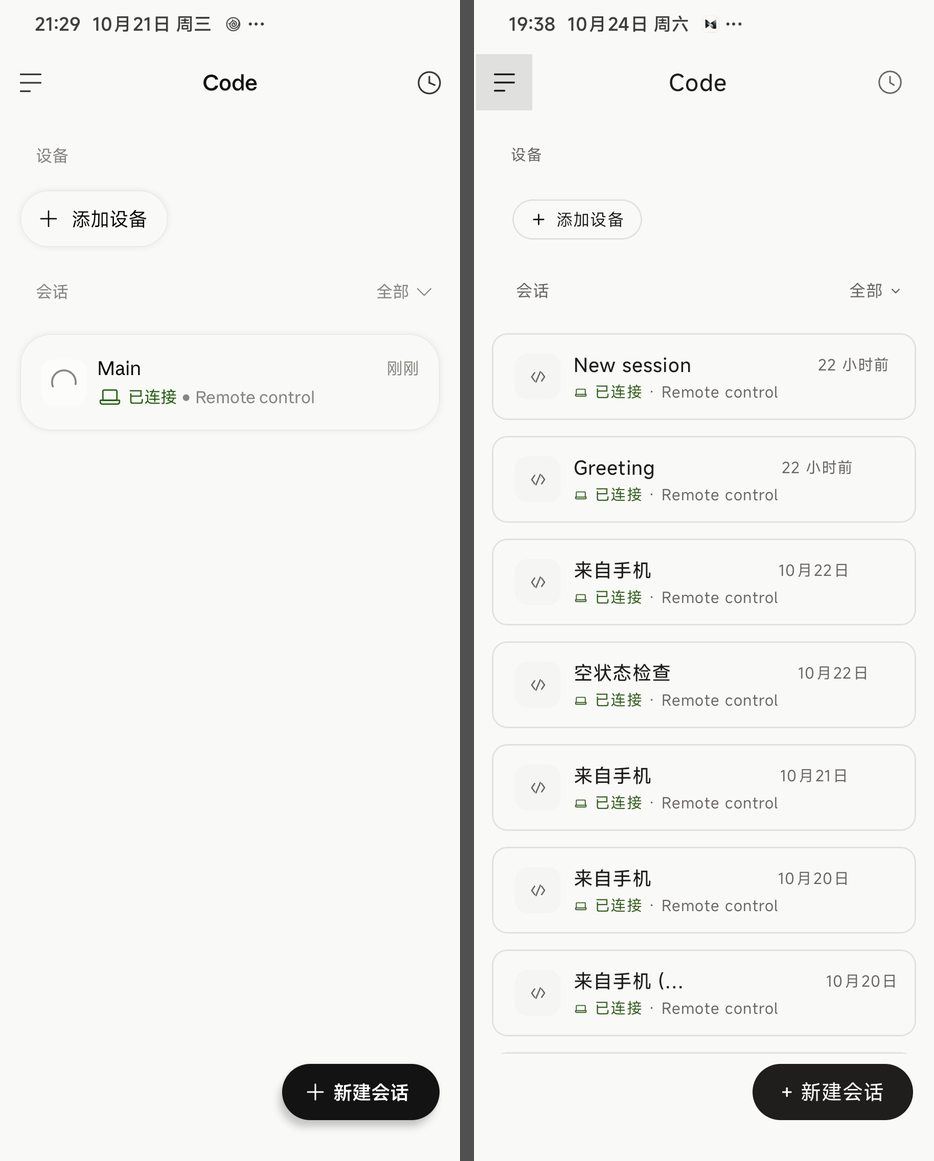 21:29 10月21日 周三 ···
Code
设备
+ 添加设备
会话 全部
Main 刚刚
已连接 • Remote control
+ 新建会话
19:38 10月24日 周六 ···
Code
设备
+ 添加设备
会话 全部
New session 22 小时前
已连接 · Remote control
Greeting 22 小时前
已连接 · Remote control
来自手机 10月22日
已连接 · Remote control
空状态检查 10月22日
已连接 · Remote control
来自手机 10月21日
已连接 · Remote control
来自手机 10月20日
已连接 · Remote control
来自手机 (... 10月20日
已连接 · Remote control
+ 新建会话